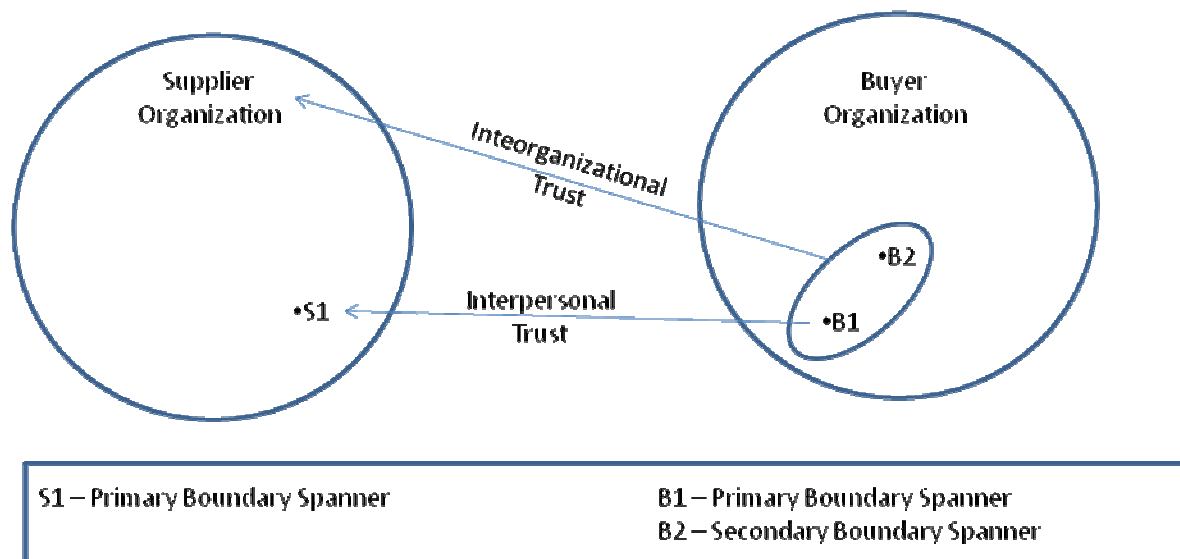 Supplier
Organization
Buyer
Organization
Inteorganizational
Trust
•B2
•S1
Interpersonal
Trust
•B1
S1 – Primary Boundary Spanner
B1 – Primary Boundary Spanner
B2 – Secondary Boundary Spanner